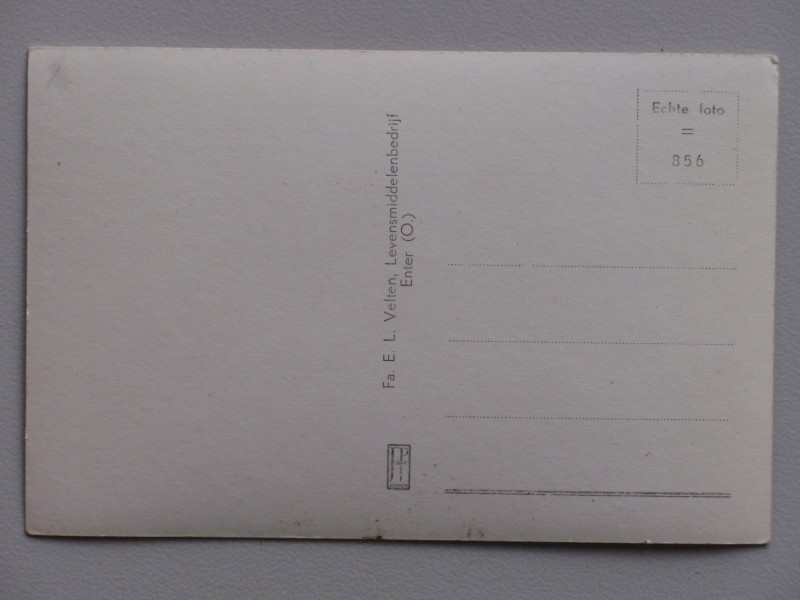 Echte foto
=
856
Fa. E. L. Velten, Levensmiddelenbedrijf
Enter (O.)